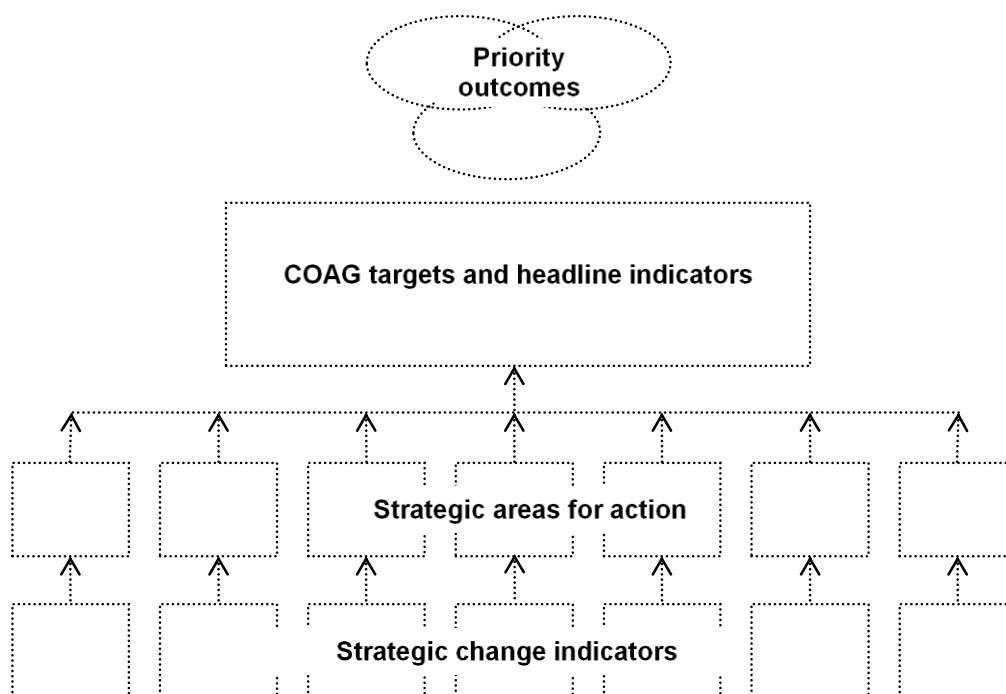 Priority
outcomes
COAG targets and headline indicators
Strategic areas for action
Strategic change indicators